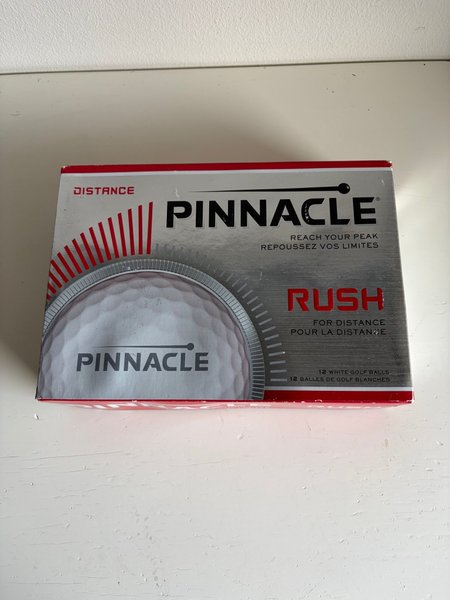 DISTANCE
PINNACLE®
REACH YOUR PEAK
REPOUSSEZ VOS LIMITES
RUSH
FOR DISTANCE
POUR LA DISTANCE
PINNACLE
12 WHITE GOLF BALLS
12 BALLES DE GOLF BLANCHES